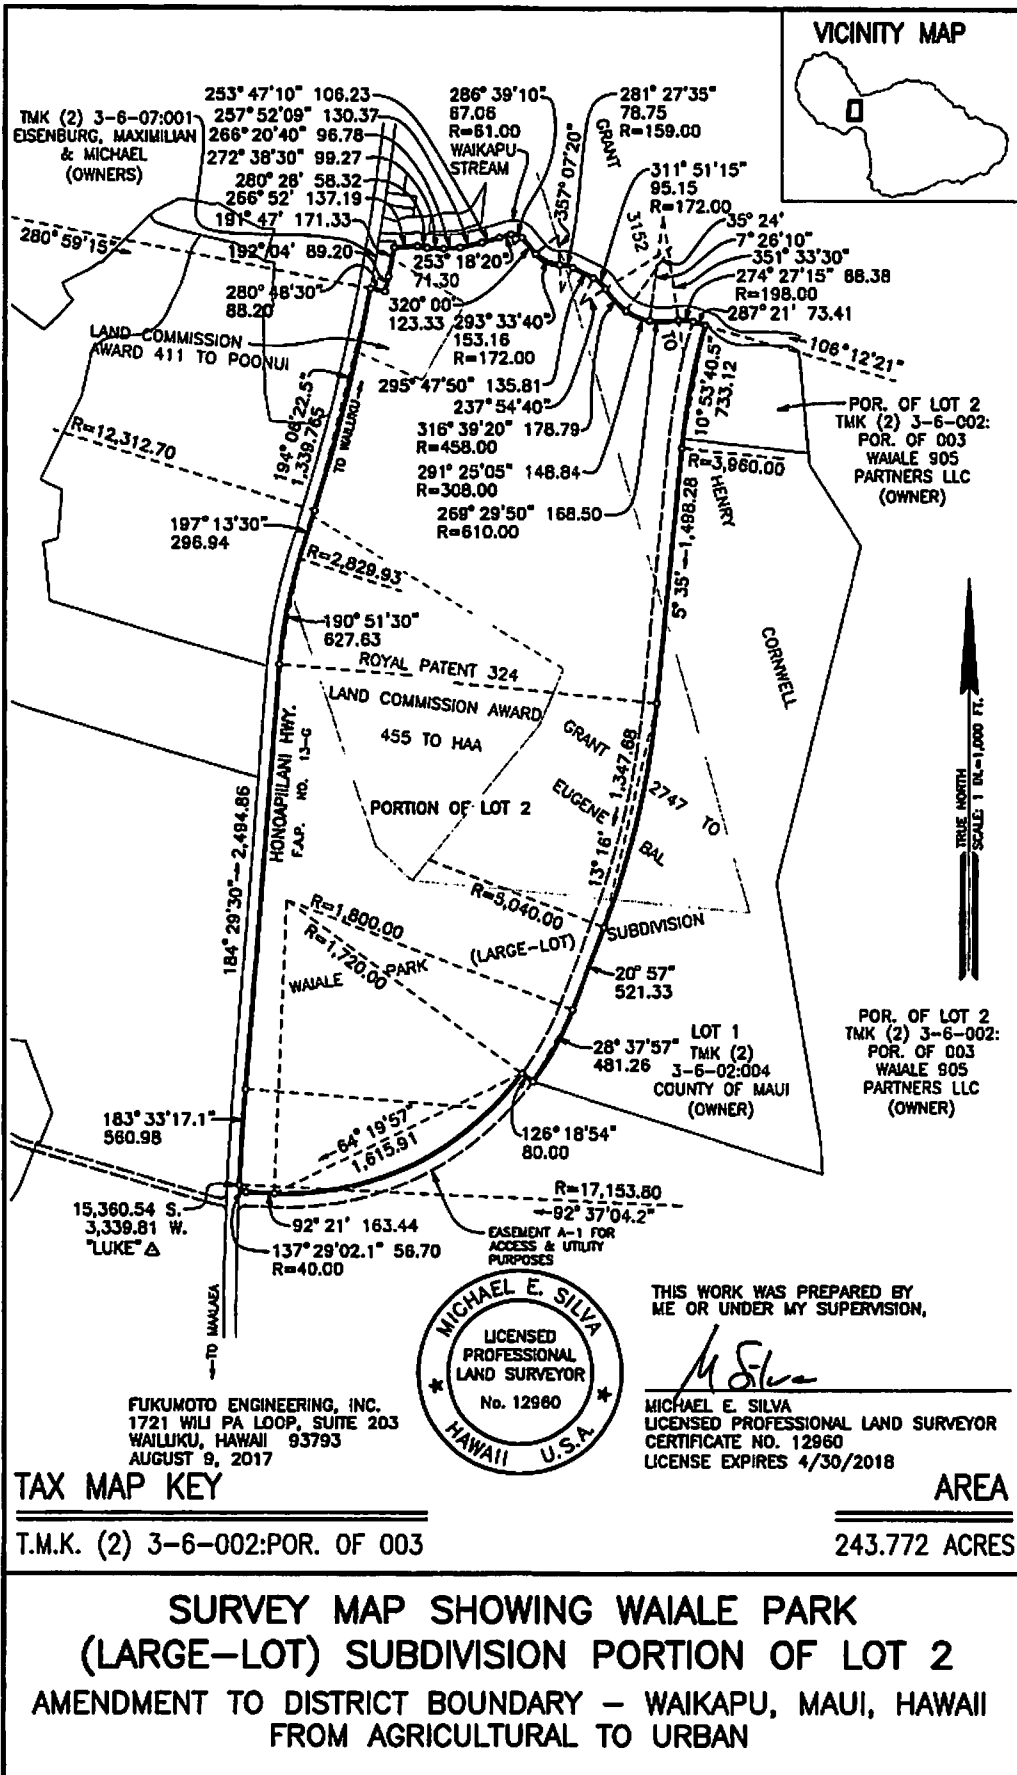 VICINITY MAP
253° 47'10" 106.23
257° 52'09" 130.37
266° 20'40" 96.78
272° 38'30" 99.27
280° 28' 58.32
266° 52' 137.19
191° 47' 171.33
192° 04' 89.20
TMK (2) 3-6-07:001
EISENBURG, MAXIMILIAN
& MICHAEL
(OWNERS)
286° 39'10"
67.06
R=61.00
WAIKAPU
STREAM
281° 27'35"
78.75
R=159.00
GRANT
357° 07'20"
311° 51'15"
95.15
R=172.00
3152
35° 24'
7° 26'10"
351° 33'30"
274° 27'15" 88.38
R=198.00
287° 21' 73.41
280° 59'15"
280° 48'30"
88.20
253° 18'20"
71.30
320° 00'
123.33
293° 33'40"
153.16
R=172.00
TO
106° 12'21"
LAND COMMISSION
AWARD 411 TO POONUI
295° 47'50" 135.81
237° 54'40"
316° 39'20" 178.79
R=458.00
291° 25'05" 148.84
R=308.00
269° 29'50" 168.50
R=610.00
10° 53'40.5"
733.12
POR. OF LOT 2
TMK (2) 3-6-002:
POR. OF 003
WAIALE 905
PARTNERS LLC
(OWNER)
R=12,312.70
194° 08'22.5"
1,339.765
TO WAILUKU
R=3,960.00
HENRY
5° 35' 1,498.28
197° 13'30"
296.94
R=2,829.93
190° 51'30"
627.63
CORNWELL
ROYAL PATENT 324
LAND COMMISSION AWARD
455 TO HAA
GRANT
2747 TO
EUGENE
BAL
PORTION OF LOT 2
HONOAPIILANI HWY.
F.A.P. NO. 13-G
184° 29'30" 2,494.86
13° 16' 1,347.68
TRUE NORTH
SCALE: 1 IN.=1,000 FT.
R=5,040.00
R=1,800.00
R=1,720.00
WAIALE PARK
(LARGE-LOT)
SUBDIVISION
20° 57"
521.33
28° 37'57"
481.26
LOT 1
TMK (2)
3-6-02:004
COUNTY OF MAUI
(OWNER)
POR. OF LOT 2
TMK (2) 3-6-002:
POR. OF 003
WAIALE 905
PARTNERS LLC
(OWNER)
183° 33'17.1"
560.98
64° 19'57"
1,615.91
126° 18'54"
80.00
R=17,153.80
92° 37'04.2"
15,360.54 S.
3,339.81 W.
"LUKE" Δ
92° 21' 163.44
137° 29'02.1" 56.70
R=40.00
EASEMENT A-1 FOR
ACCESS & UTILITY
PURPOSES
TO MAALAEA
MICHAEL E. SILVA
LICENSED
PROFESSIONAL
LAND SURVEYOR
No. 12960
★ HAWAII U.S.A. ★
THIS WORK WAS PREPARED BY
ME OR UNDER MY SUPERVISION,
M Silva
MICHAEL E. SILVA
LICENSED PROFESSIONAL LAND SURVEYOR
CERTIFICATE NO. 12960
LICENSE EXPIRES 4/30/2018
FUKUMOTO ENGINEERING, INC.
1721 WILI PA LOOP, SUITE 203
WAILUKU, HAWAII 93793
AUGUST 9, 2017
TAX MAP KEY
T.M.K. (2) 3-6-002:POR. OF 003
AREA
243.772 ACRES
SURVEY MAP SHOWING WAIALE PARK
(LARGE-LOT) SUBDIVISION PORTION OF LOT 2
AMENDMENT TO DISTRICT BOUNDARY - WAIKAPU, MAUI, HAWAII
FROM AGRICULTURAL TO URBAN